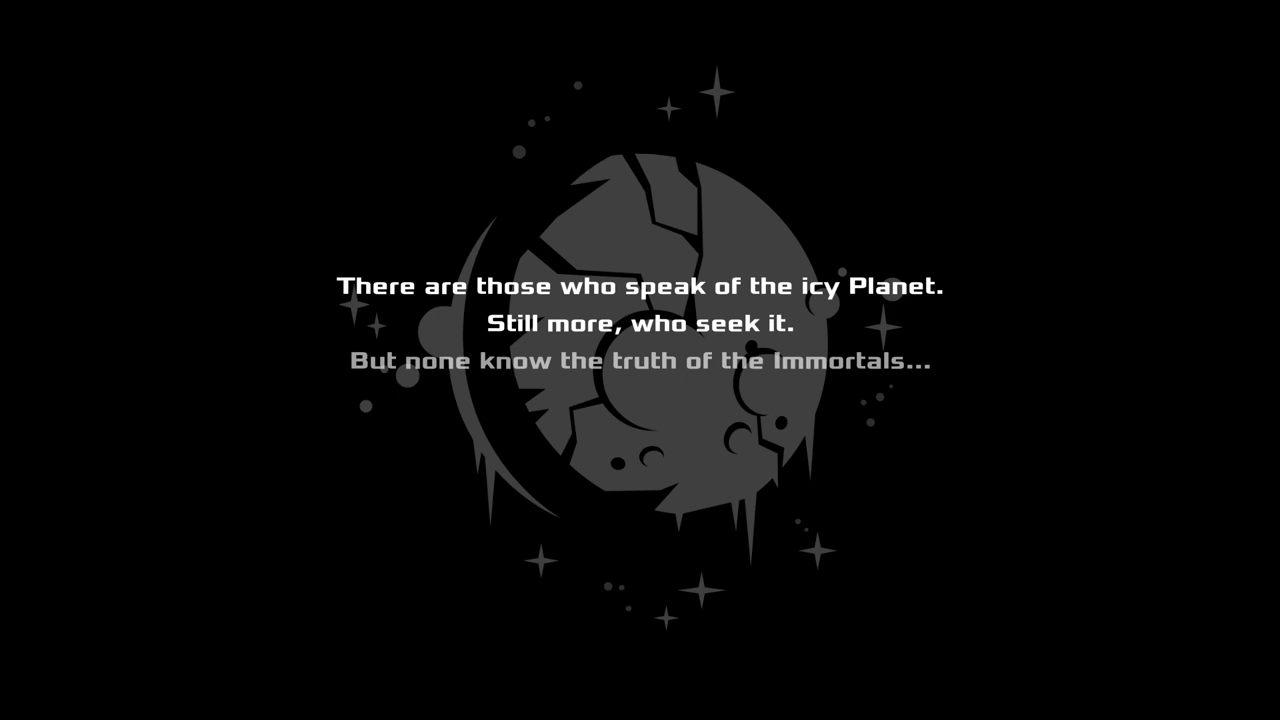 There are those who speak of the icy Planet.
Still more, who seek it.
But none know the truth of the Immortals...